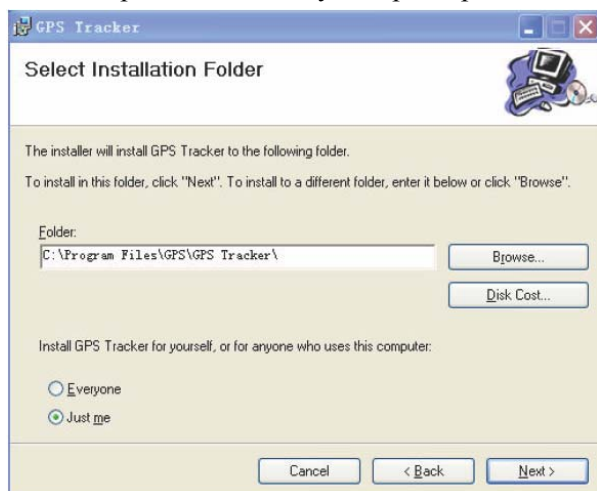 GPS Tracker
Select Installation Folder
The installer will install GPS Tracker to the following folder.
To install in this folder, click "Next". To install to a different folder, enter it below or click "Browse".
Folder:
C:\Program Files\GPS\GPS Tracker\
Browse...
Disk Cost...
Install GPS Tracker for yourself, or for anyone who uses this computer:
Everyone
Just me
Cancel
< Back
Next >